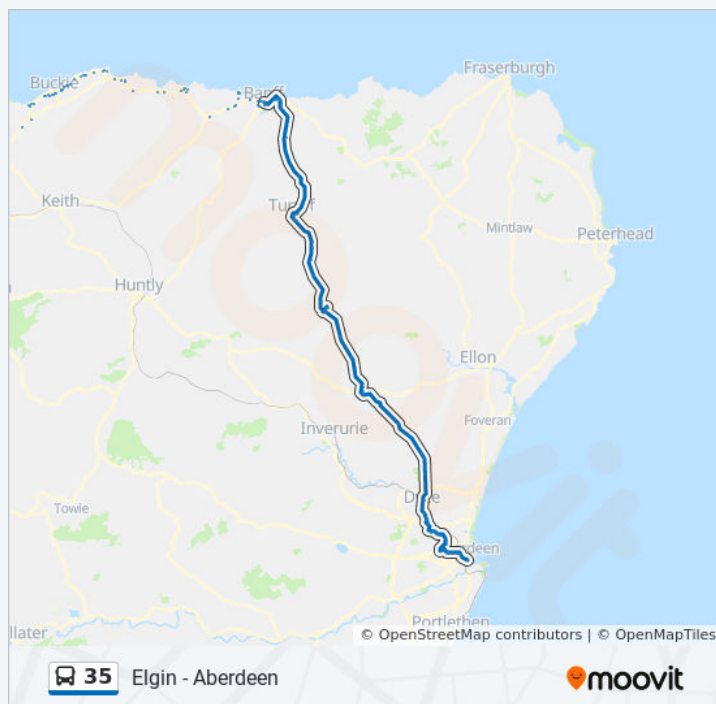 Fraserburgh
Buckie
Banff
Keith
Turriff
Mintlaw
Peterhead
Huntly
Ellon
Foveran
Inverurie
Dyce
Towie
Aberdeen
Portlethen
llater
© OpenStreetMap contributors | © OpenMapTiles
35 Elgin - Aberdeen
moovit